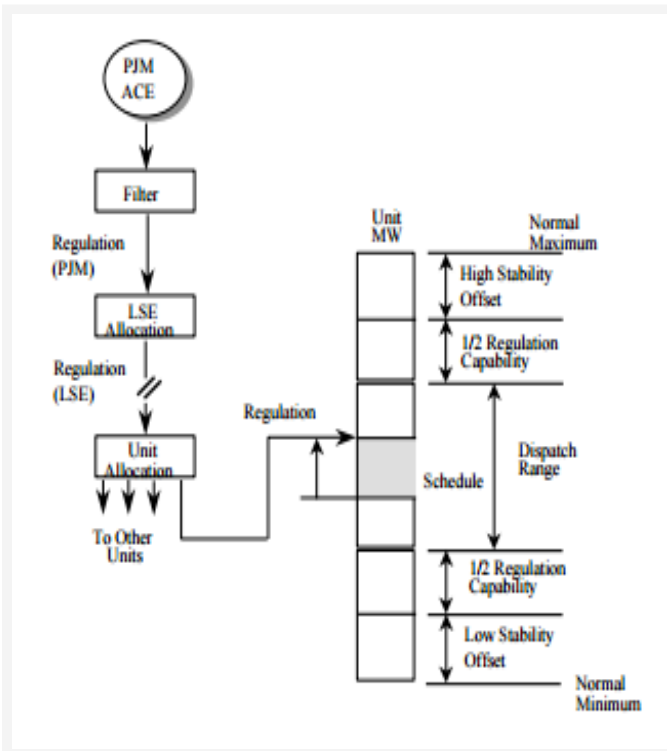 PJM
ACE
Filter
Regulation
(PJM)
LSE
Allocation
Regulation
(LSE)
Unit
Allocation
To Other
Units
Regulation
Unit
MW
Normal
Maximum
High Stability
Offset
1/2 Regulation
Capability
Dispatch
Range
Schedule
1/2 Regulation
Capability
Low Stability
Offset
Normal
Minimum